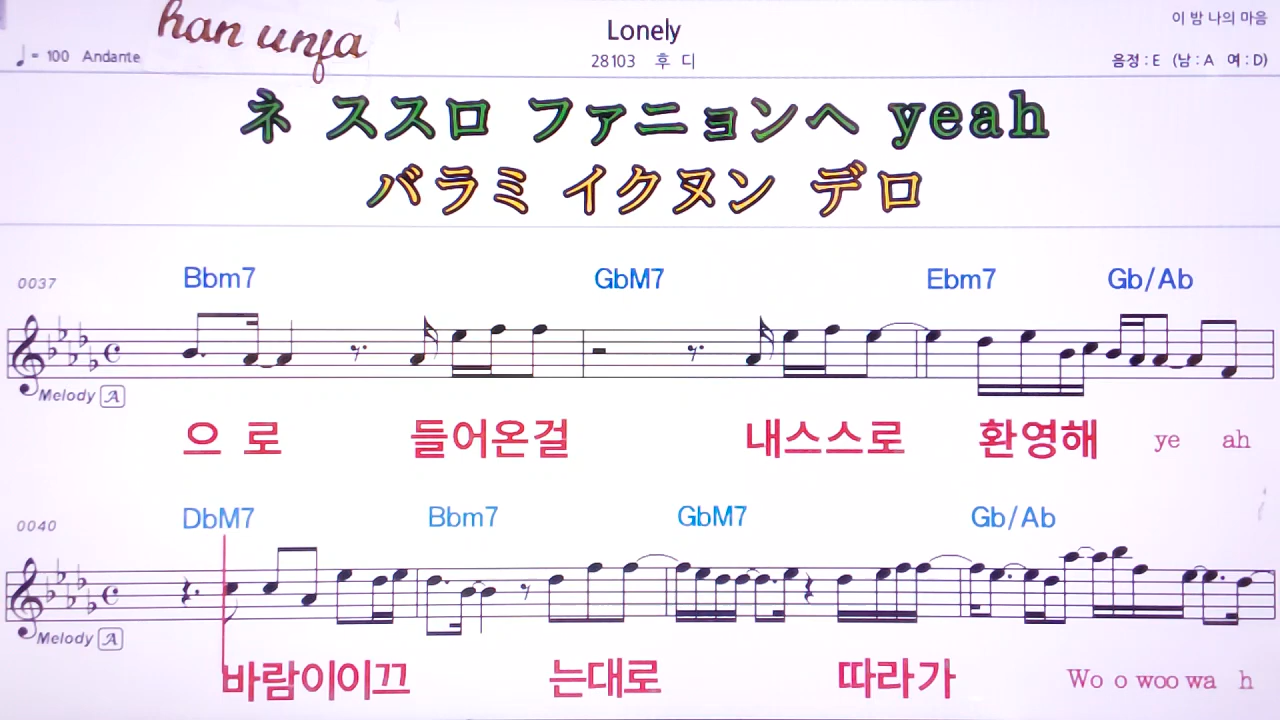 han unja
Lonely
이 밤 나의 마음
♩= 100 Andante
28103 후 디
음정 : E (남 : A 여 : D)
ネ ススロ ファニョンヘ yeah
バラミ イクヌン デロ
0037
Bbm7 GbM7 Ebm7 Gb/Ab
Melody A
으 로 들어온걸 내스스로 환영해 ye ah
0040
DbM7 Bbm7 GbM7 Gb/Ab
Melody A
바람이이끄 는대로 따라가 Wo o woo wa h